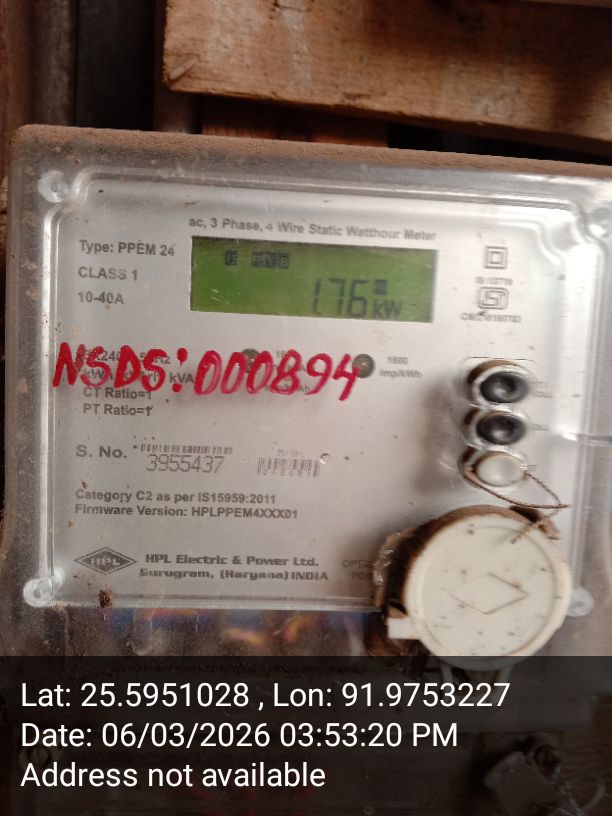 ac, 3 Phase, 4 Wire Static Watthour Meter
Type: PPEM 24
CLASS 1
10-40A
1.76 kW
NSDS:000894
1600
imp/kWh
CT Ratio=1
PT Ratio=1
S. No.
3955437
Category C2 as per IS15959:2011
Firmware Version: HPLPPEM4XXX01
HPL
HPL Electric & Power Ltd.
Gurugram, (Haryana) INDIA
Lat: 25.5951028 , Lon: 91.9753227
Date: 06/03/2026 03:53:20 PM
Address not available